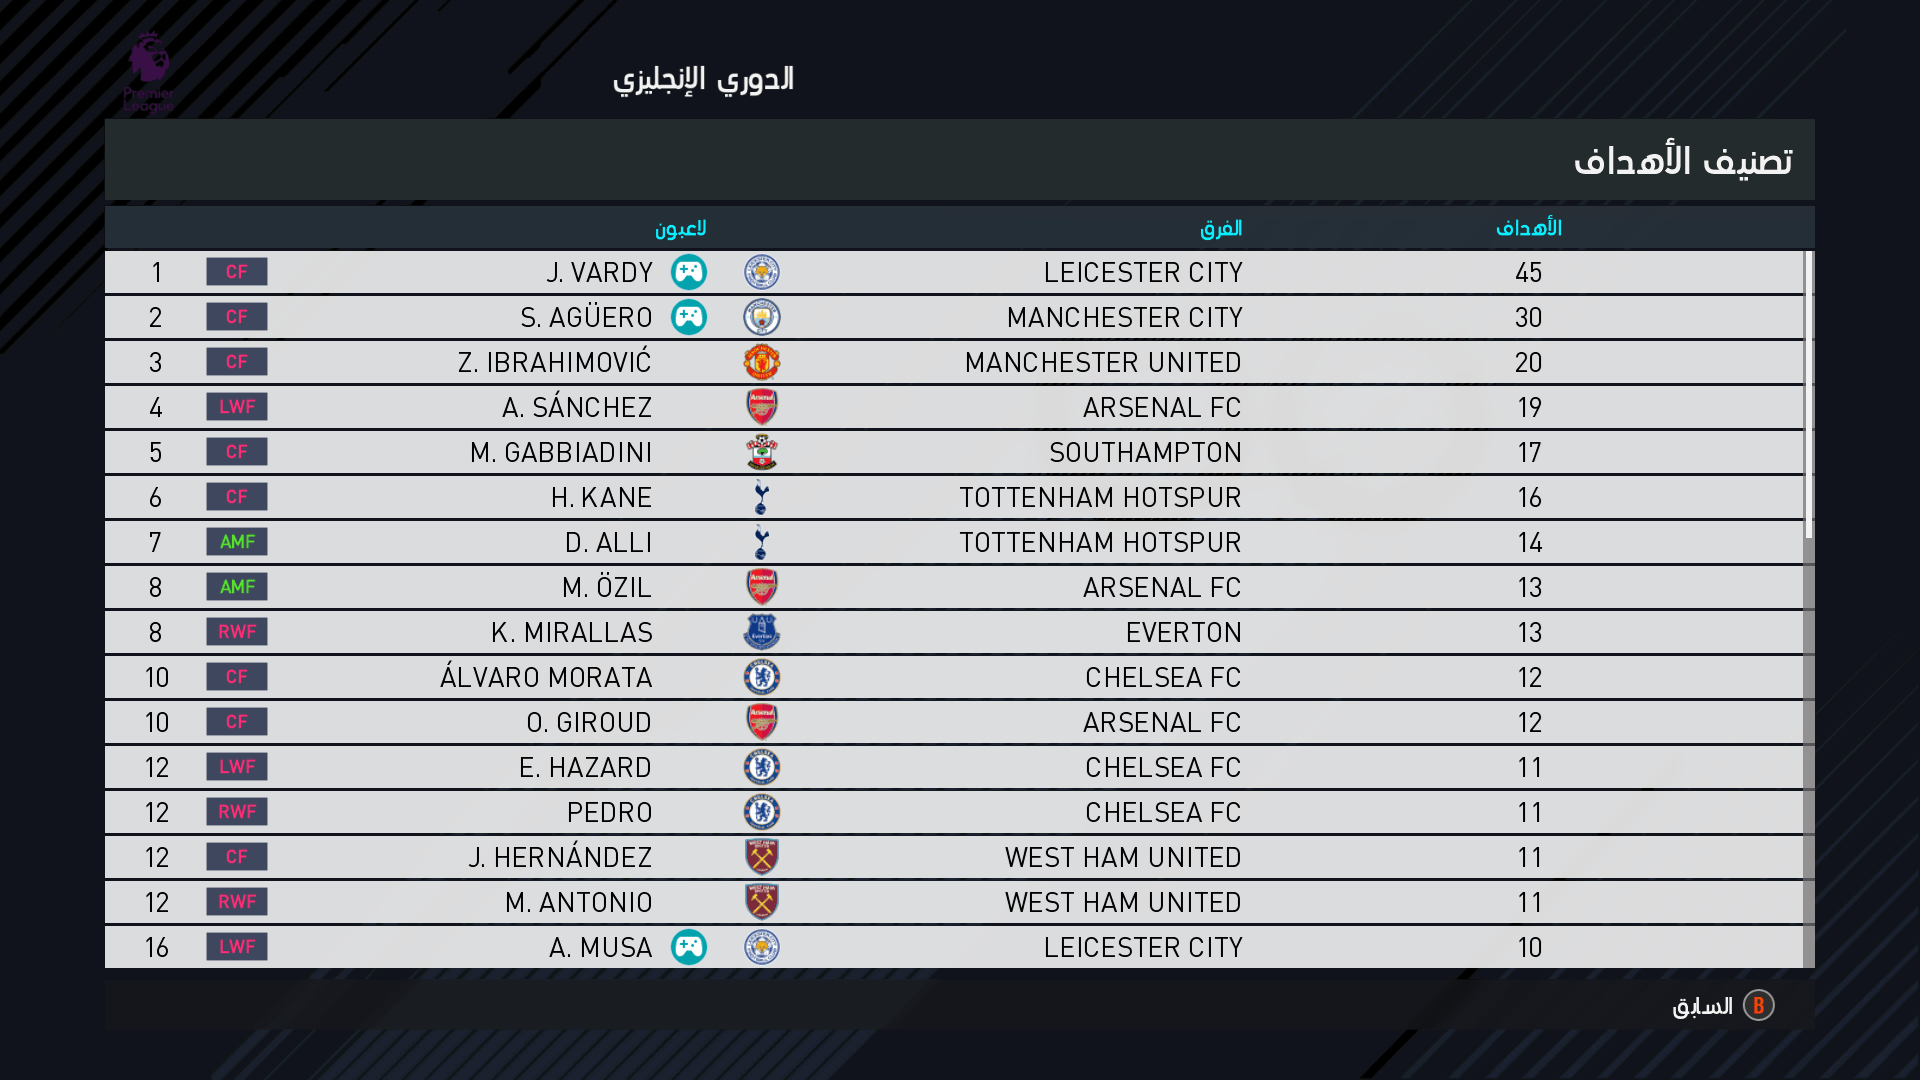 Premier
League
الدوري الإنجليزي
تصنيف الأهداف
لاعبون الفرق الأهداف
1 CF J. VARDY LEICESTER CITY 45
2 CF S. AGÜERO MANCHESTER CITY 30
3 CF Z. IBRAHIMOVIĆ MANCHESTER UNITED 20
4 LWF A. SÁNCHEZ ARSENAL FC 19
5 CF M. GABBIADINI SOUTHAMPTON 17
6 CF H. KANE TOTTENHAM HOTSPUR 16
7 AMF D. ALLI TOTTENHAM HOTSPUR 14
8 AMF M. ÖZIL ARSENAL FC 13
8 RWF K. MIRALLAS EVERTON 13
10 CF ÁLVARO MORATA CHELSEA FC 12
10 CF O. GIROUD ARSENAL FC 12
12 LWF E. HAZARD CHELSEA FC 11
12 RWF PEDRO CHELSEA FC 11
12 CF J. HERNÁNDEZ WEST HAM UNITED 11
12 RWF M. ANTONIO WEST HAM UNITED 11
16 LWF A. MUSA LEICESTER CITY 10
السابق B